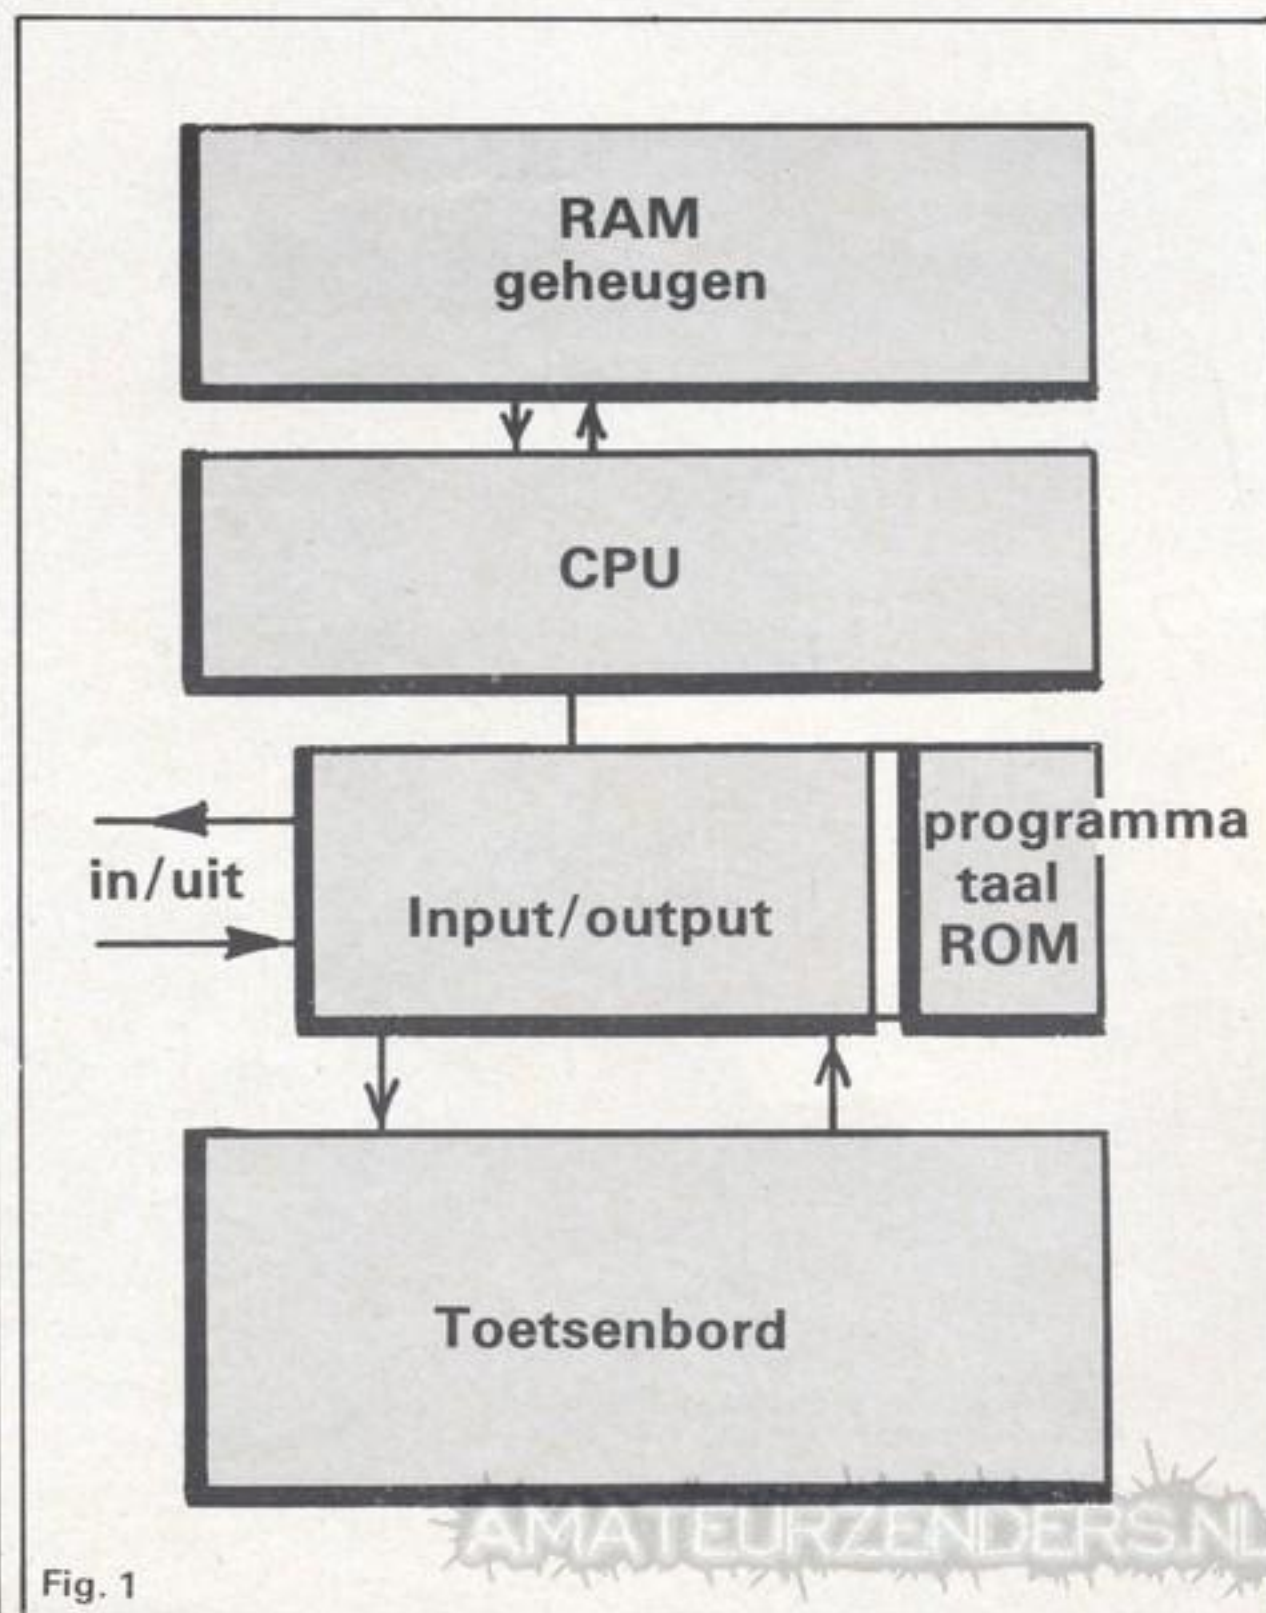 RAM
geheugen
CPU
in/uit
Input/output
programma
taal
ROM
Toetsenbord
AMATEURZENDERS.NL
Fig. 1